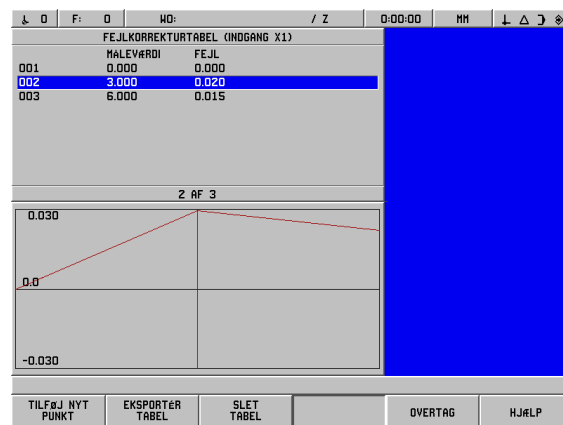 0 F: 0 WO: / Z 0:00:00 MM
FEJLKORREKTURTABEL (INDGANG X1)
MÅLEVÆRDI FEJL
001 0.000 0.000
002 3.000 0.020
003 6.000 0.015
2 AF 3
0.030
0.0
-0.030
TILFØJ NYT PUNKT
EKSPORTÉR TABEL
SLET TABEL
OVERTAG
HJÆLP